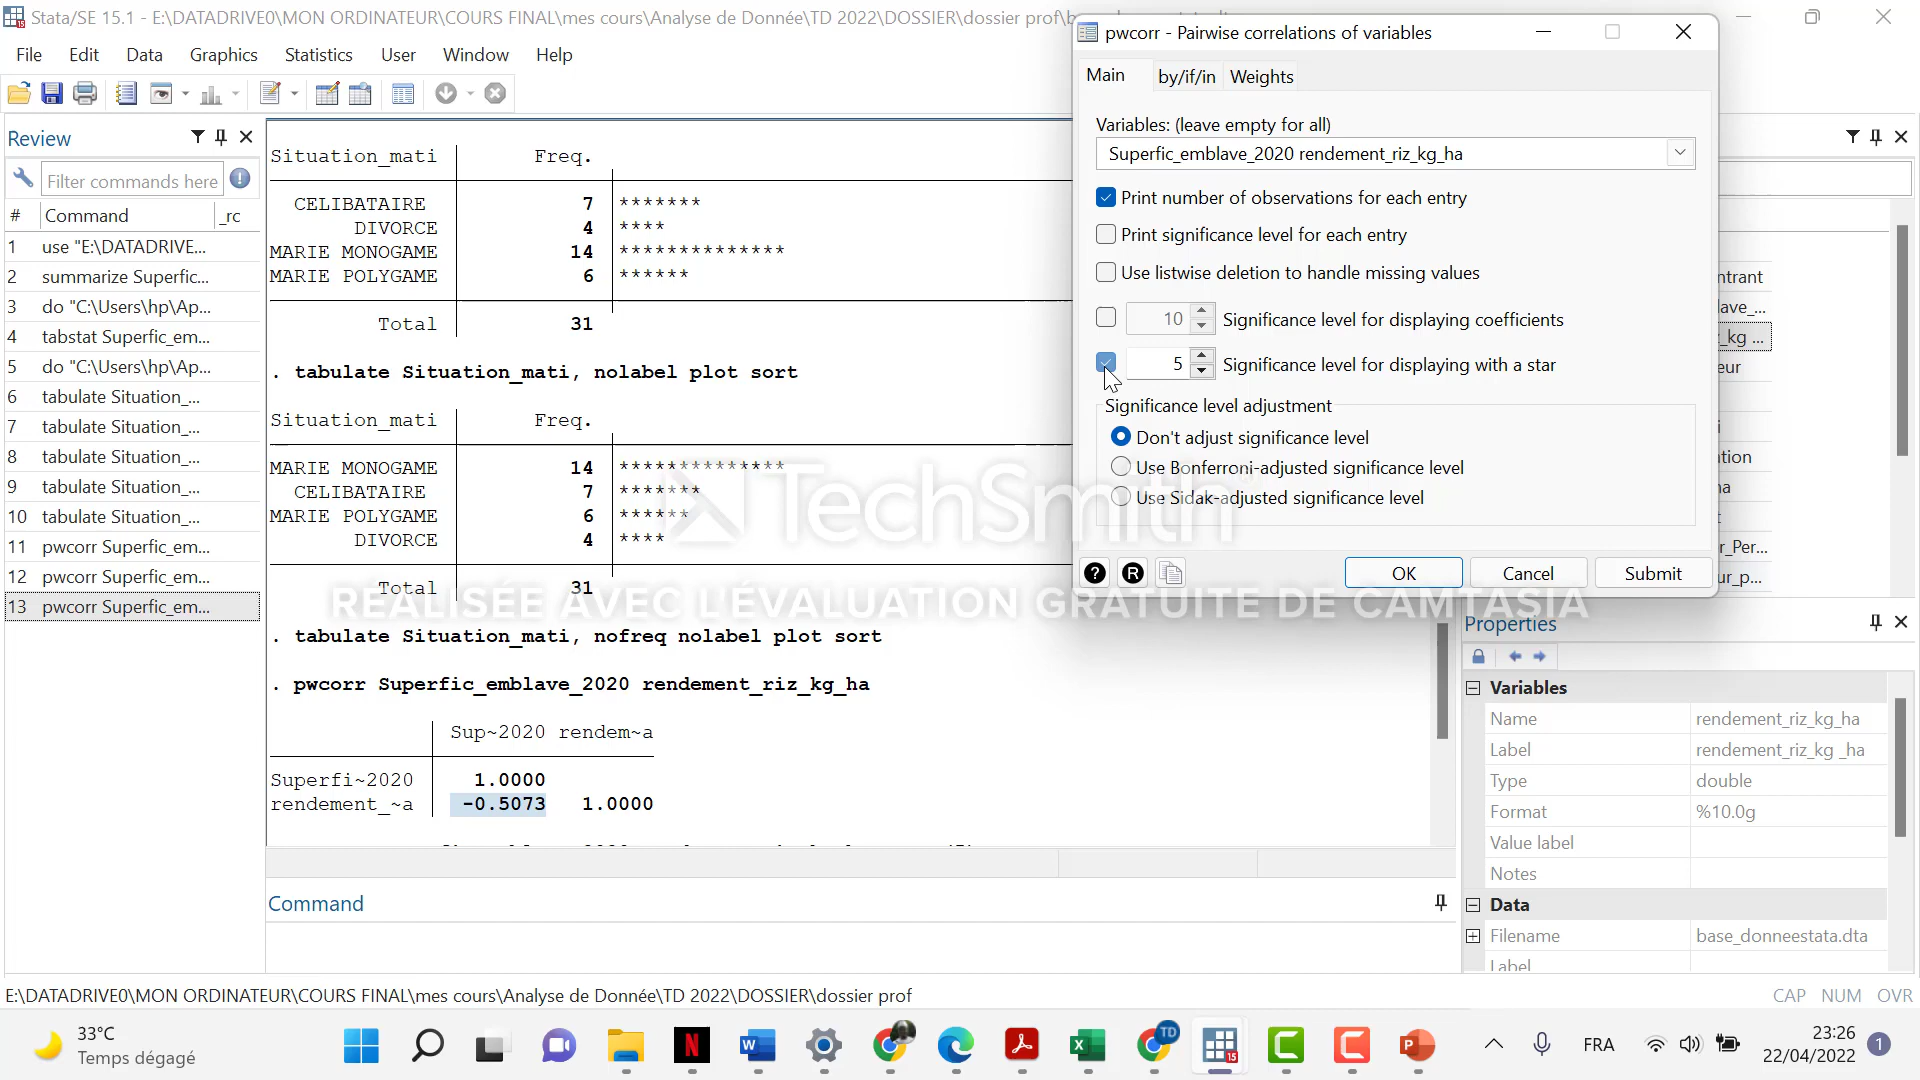 Stata/SE 15.1 - E:\DATADRIVE0\MON ORDINATEUR\COURS FINAL\mes cours\Analyse de Donnée\TD 2022\DOSSIER\dossier prof\
File Edit Data Graphics Statistics User Window Help
Review
Filter commands here
# Command _rc
1 use "E:\DATADRIVE...
2 summarize Superfic...
3 do "C:\Users\hp\Ap...
4 tabstat Superfic_em...
5 do "C:\Users\hp\Ap...
6 tabulate Situation_...
7 tabulate Situation_...
8 tabulate Situation_...
9 tabulate Situation_...
10 tabulate Situation_...
11 pwcorr Superfic_em...
12 pwcorr Superfic_em...
13 pwcorr Superfic_em...
Situation_mati Freq.
CELIBATAIRE 7 *******
DIVORCE 4 ****
MARIE MONOGAME 14 **************
MARIE POLYGAME 6 ******
Total 31
. tabulate Situation_mati, nolabel plot sort
Situation_mati Freq.
MARIE MONOGAME 14 **************
CELIBATAIRE 7 *******
MARIE POLYGAME 6 ******
DIVORCE 4 ****
Total 31
. tabulate Situation_mati, nofreq nolabel plot sort
. pwcorr Superfic_emblave_2020 rendement_riz_kg_ha
Sup~2020 rendem~a
Superfi~2020 1.0000
rendement_~a -0.5073 1.0000
Command
pwcorr - Pairwise correlations of variables
Main by/if/in Weights
Variables: (leave empty for all)
Superfic_emblave_2020 rendement_riz_kg_ha
Print number of observations for each entry
Print significance level for each entry
Use listwise deletion to handle missing values
10 Significance level for displaying coefficients
5 Significance level for displaying with a star
Significance level adjustment
Don't adjust significance level
Use Bonferroni-adjusted significance level
Use Sidak-adjusted significance level
? R OK Cancel Submit
ntrant
lave_...
_kg ...
eur
i
tion
na
t
r_Per...
ur_p...
TechSmith
RÉALISÉE AVEC L'ÉVALUATION GRATUITE DE CAMTASIA
Properties
Variables
Name rendement_riz_kg_ha
Label rendement_riz_kg _ha
Type double
Format %10.0g
Value label
Notes
Data
Filename base_donneestata.dta
Label
E:\DATADRIVE0\MON ORDINATEUR\COURS FINAL\mes cours\Analyse de Donnée\TD 2022\DOSSIER\dossier prof
CAP NUM OVR
33°C
Temps dégagé
TD
15
FRA
23:26
22/04/2022
1